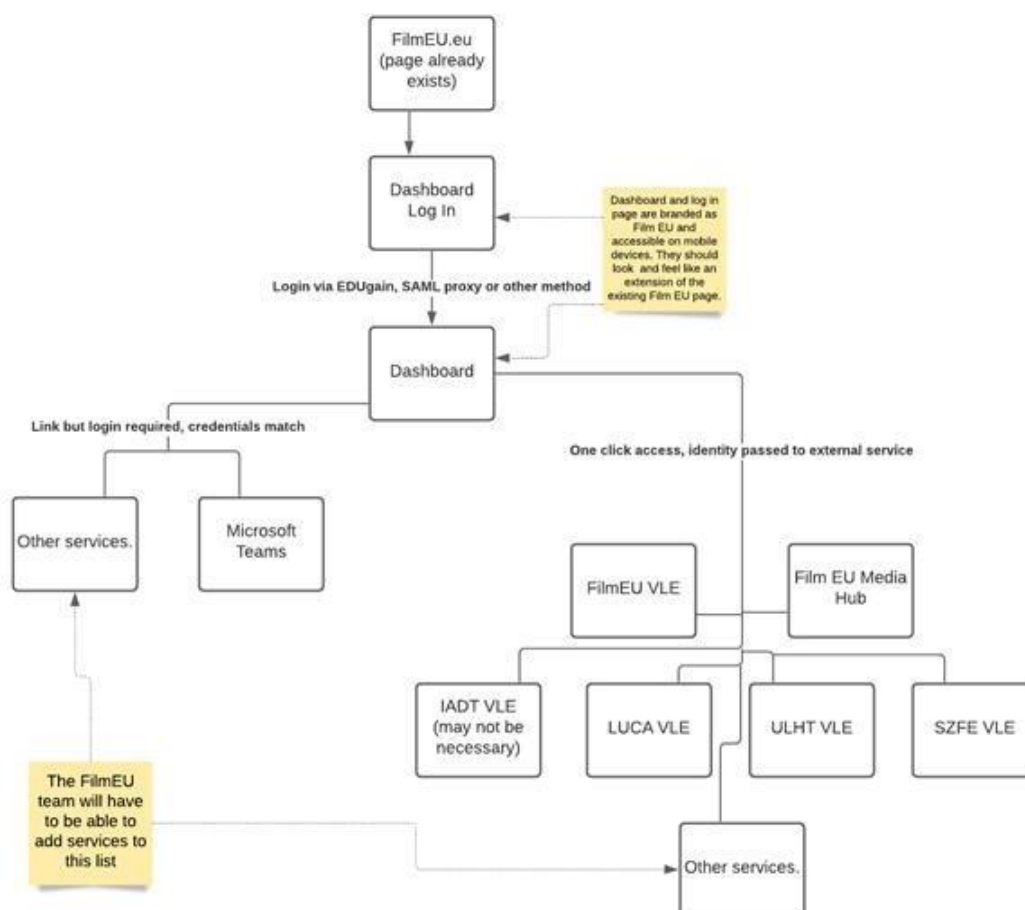 FilmEU.eu
(page already
exists)
Dashboard
Log In
Dashboard and log in
page are branded as
Film EU and
accessible on mobile
devices. They should
look and feel like an
extension of the
existing Film EU page.
Login via EDUgain, SAML proxy or other method
Dashboard
Link but login required, credentials match
One click access, identity passed to external service
Other services.
Microsoft
Teams
FilmEU VLE
Film EU Media
Hub
IADT VLE
(may not be
necessary)
LUCA VLE
ULHT VLE
SZFE VLE
The FilmEU
team will have
to be able to
add services to
this list
Other services.